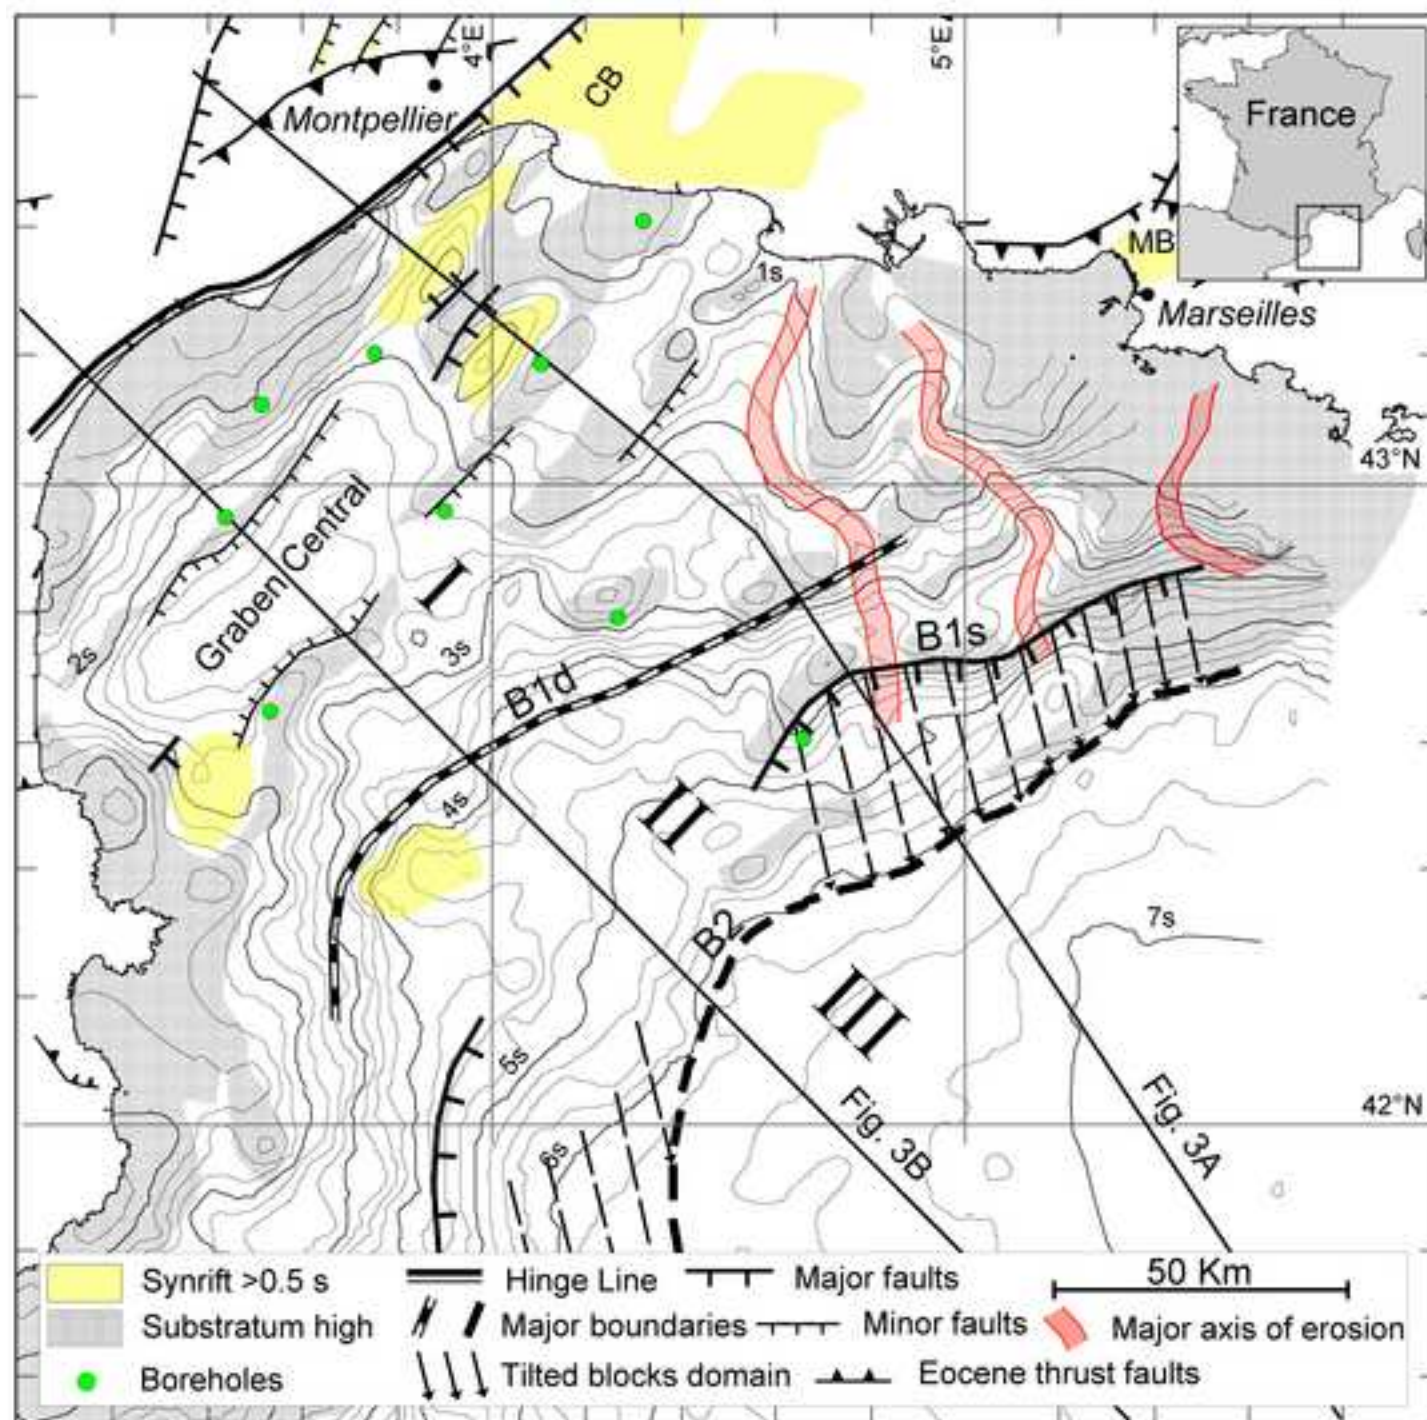 4°E
5°E
CB
France
Montpellier
MB
1s
Marseilles
43°N
Graben Central
I
2s
3s
B1s
B1d
4s
II
B2
7s
III
5s
Fig. 3B
Fig. 3A
42°N
6s
Synrift >0.5 s
Hinge Line
Major faults
50 Km
Substratum high
Major boundaries
Minor faults
Major axis of erosion
Boreholes
Tilted blocks domain
Eocene thrust faults